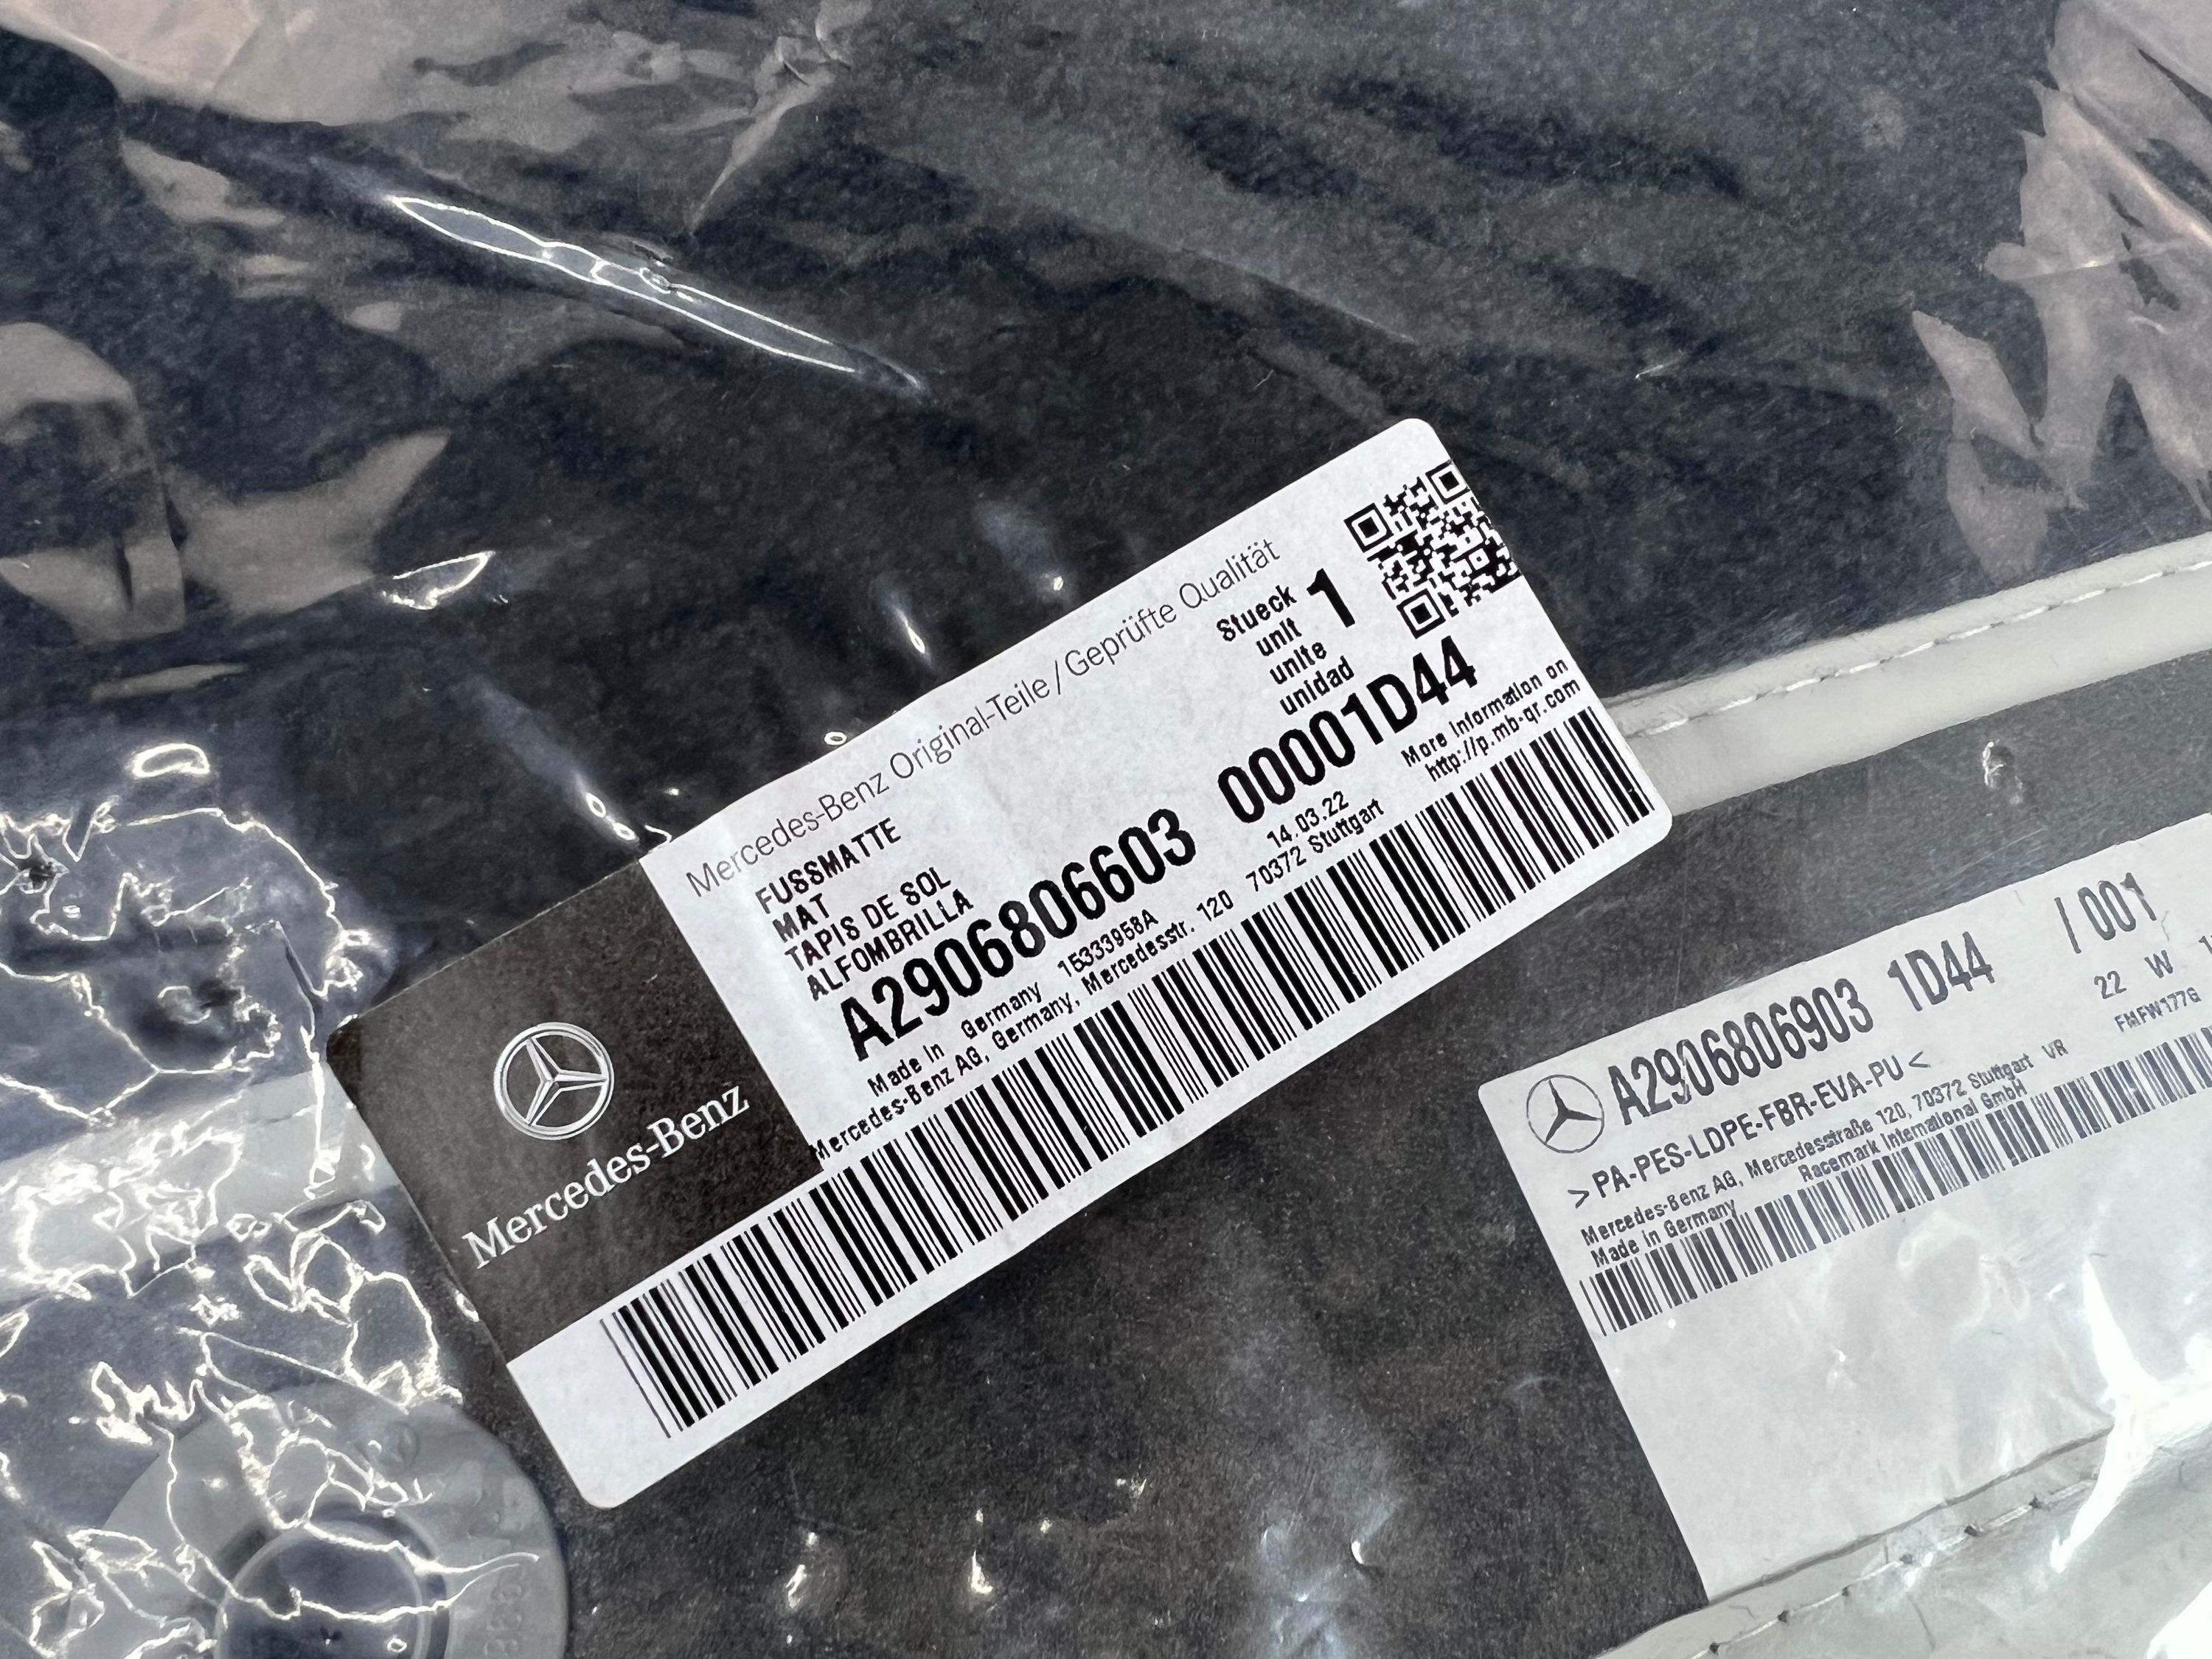 Mercedes-Benz Original-Teile / Geprüfte Qualität
FUSSMATTE
MAT
TAPIS DE SOL
ALFOMBRILLA
Stueck
unit
unite
unidad
1
A2906806603 00001D44
Made in Germany 15333958A 14.03.22
Mercedes-Benz AG, Germany, Mercedesstr. 120 70372 Stuttgart
More Information on
http://p.mb-qr.com
Mercedes-Benz
A2906806903 1D44 /001
>PA-PES-LDPE-FBR-EVA-PU<
22 W
Mercedes-Benz AG, Mercedesstraße 120, 70372 Stuttgart VR
FMFW177G
Made in Germany Racemark International GmbH